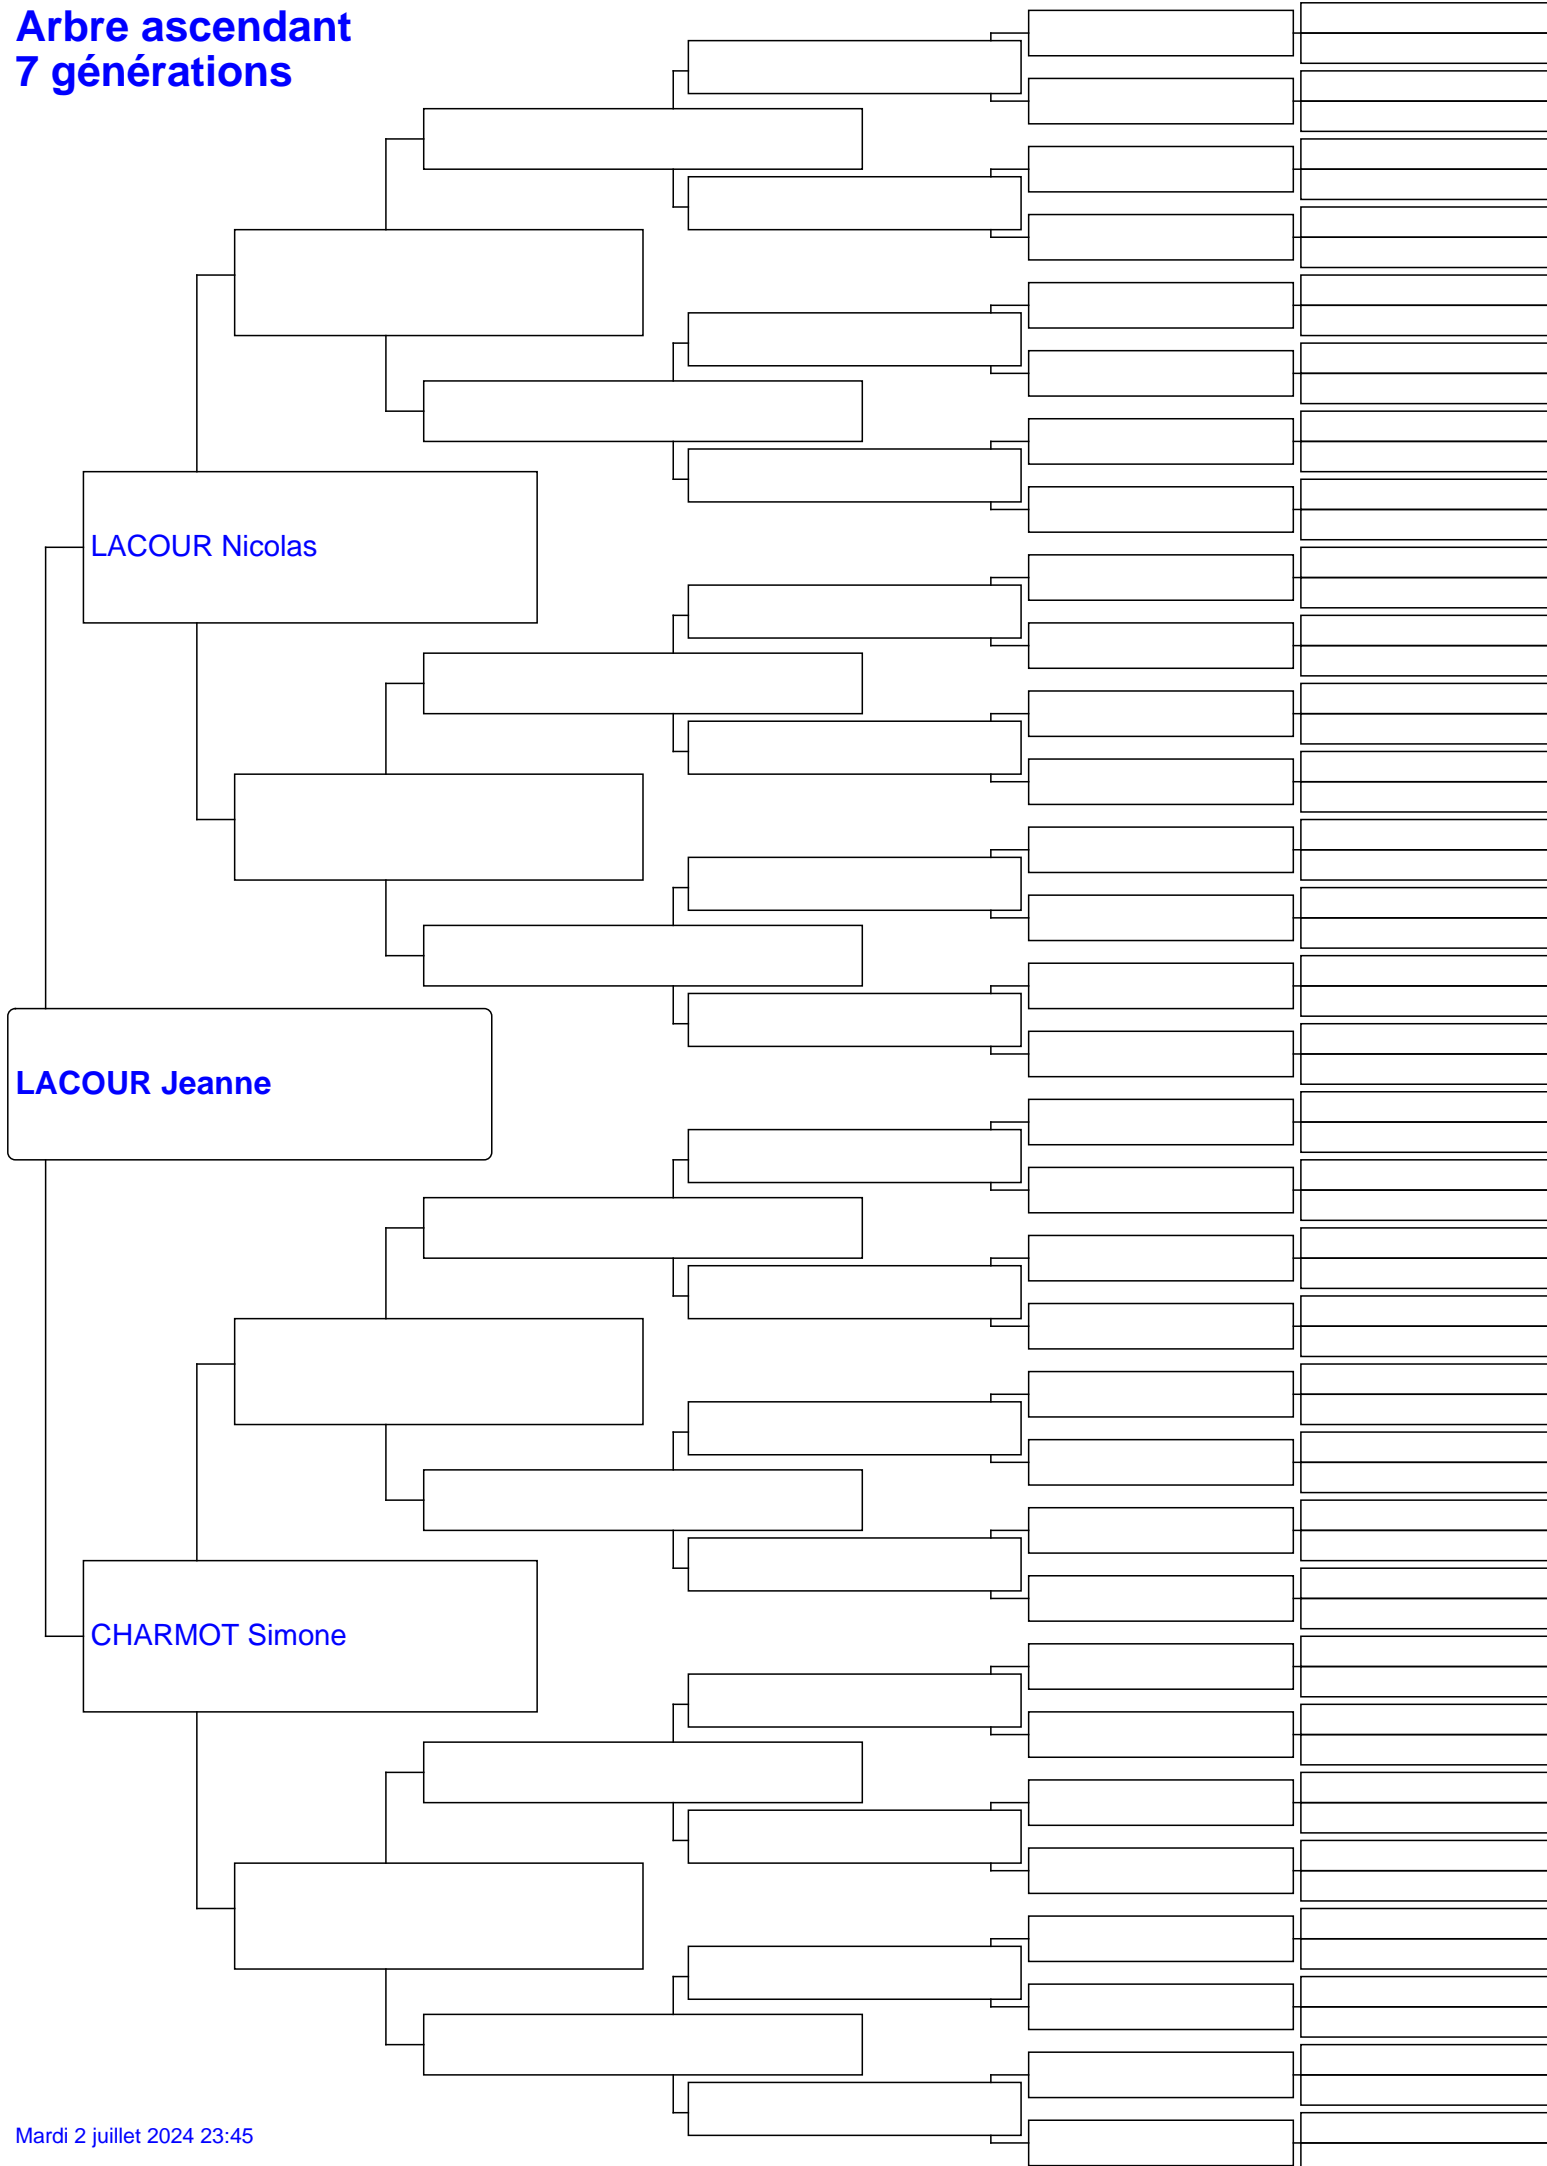 Arbre ascendant
7 générations
LACOUR Nicolas
LACOUR Jeanne
CHARMOT Simone
Mardi 2 juillet 2024 23:45